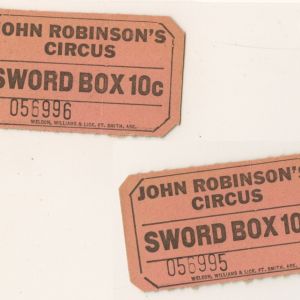 JOHN ROBINSON'S
CIRCUS
SWORD BOX 10c
056996
WELDON, WILLIAMS & LICK, FT. SMITH, ARK.
JOHN ROBINSON'S
CIRCUS
SWORD BOX 10
056995
WELDON, WILLIAMS & LICK, FT. SMITH, ARK.